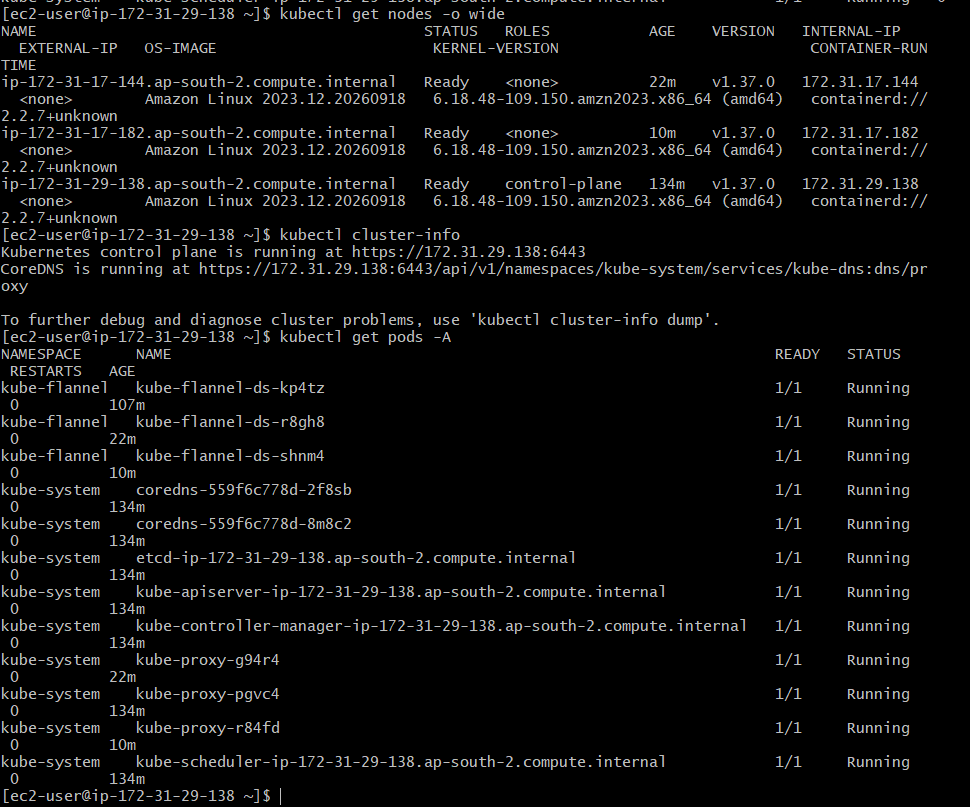 kube-system kube-scheduler-ip-172-31-29-138.ap-south-2.compute.internal 1/1 Running 0
[ec2-user@ip-172-31-29-138 ~]$ kubectl get nodes -o wide
NAME STATUS ROLES AGE VERSION INTERNAL-IP
EXTERNAL-IP OS-IMAGE KERNEL-VERSION CONTAINER-RUN
TIME
ip-172-31-17-144.ap-south-2.compute.internal Ready <none> 22m v1.37.0 172.31.17.144
<none> Amazon Linux 2023.12.20260918 6.18.48-109.150.amzn2023.x86_64 (amd64) containerd://
2.2.7+unknown
ip-172-31-17-182.ap-south-2.compute.internal Ready <none> 10m v1.37.0 172.31.17.182
<none> Amazon Linux 2023.12.20260918 6.18.48-109.150.amzn2023.x86_64 (amd64) containerd://
2.2.7+unknown
ip-172-31-29-138.ap-south-2.compute.internal Ready control-plane 134m v1.37.0 172.31.29.138
<none> Amazon Linux 2023.12.20260918 6.18.48-109.150.amzn2023.x86_64 (amd64) containerd://
2.2.7+unknown
[ec2-user@ip-172-31-29-138 ~]$ kubectl cluster-info
Kubernetes control plane is running at https://172.31.29.138:6443
CoreDNS is running at https://172.31.29.138:6443/api/v1/namespaces/kube-system/services/kube-dns:dns/pr
oxy
To further debug and diagnose cluster problems, use 'kubectl cluster-info dump'.
[ec2-user@ip-172-31-29-138 ~]$ kubectl get pods -A
NAMESPACE NAME READY STATUS
RESTARTS AGE
kube-flannel kube-flannel-ds-kp4tz 1/1 Running
0 107m
kube-flannel kube-flannel-ds-r8gh8 1/1 Running
0 22m
kube-flannel kube-flannel-ds-shnm4 1/1 Running
0 10m
kube-system coredns-559f6c778d-2f8sb 1/1 Running
0 134m
kube-system coredns-559f6c778d-8m8c2 1/1 Running
0 134m
kube-system etcd-ip-172-31-29-138.ap-south-2.compute.internal 1/1 Running
0 134m
kube-system kube-apiserver-ip-172-31-29-138.ap-south-2.compute.internal 1/1 Running
0 134m
kube-system kube-controller-manager-ip-172-31-29-138.ap-south-2.compute.internal 1/1 Running
0 134m
kube-system kube-proxy-g94r4 1/1 Running
0 22m
kube-system kube-proxy-pgvc4 1/1 Running
0 134m
kube-system kube-proxy-r84fd 1/1 Running
0 10m
kube-system kube-scheduler-ip-172-31-29-138.ap-south-2.compute.internal 1/1 Running
0 134m
[ec2-user@ip-172-31-29-138 ~]$